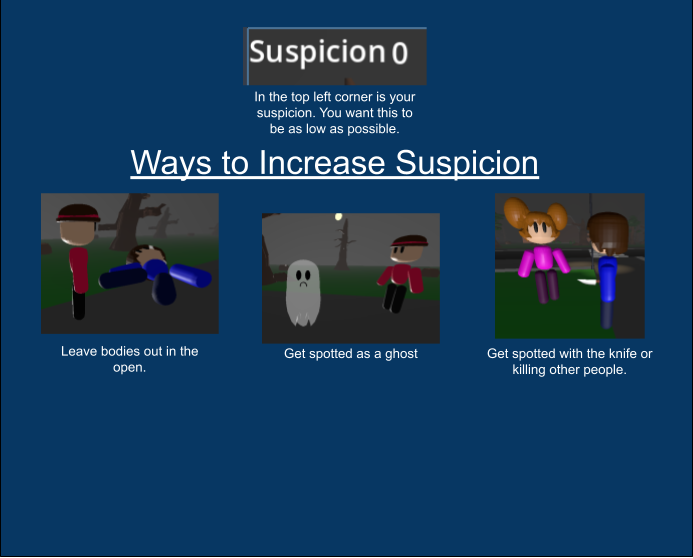 Suspicion 0
In the top left corner is your
suspicion. You want this to
be as low as possible.
Ways to Increase Suspicion
Leave bodies out in the
open.
Get spotted as a ghost
Get spotted with the knife or
killing other people.